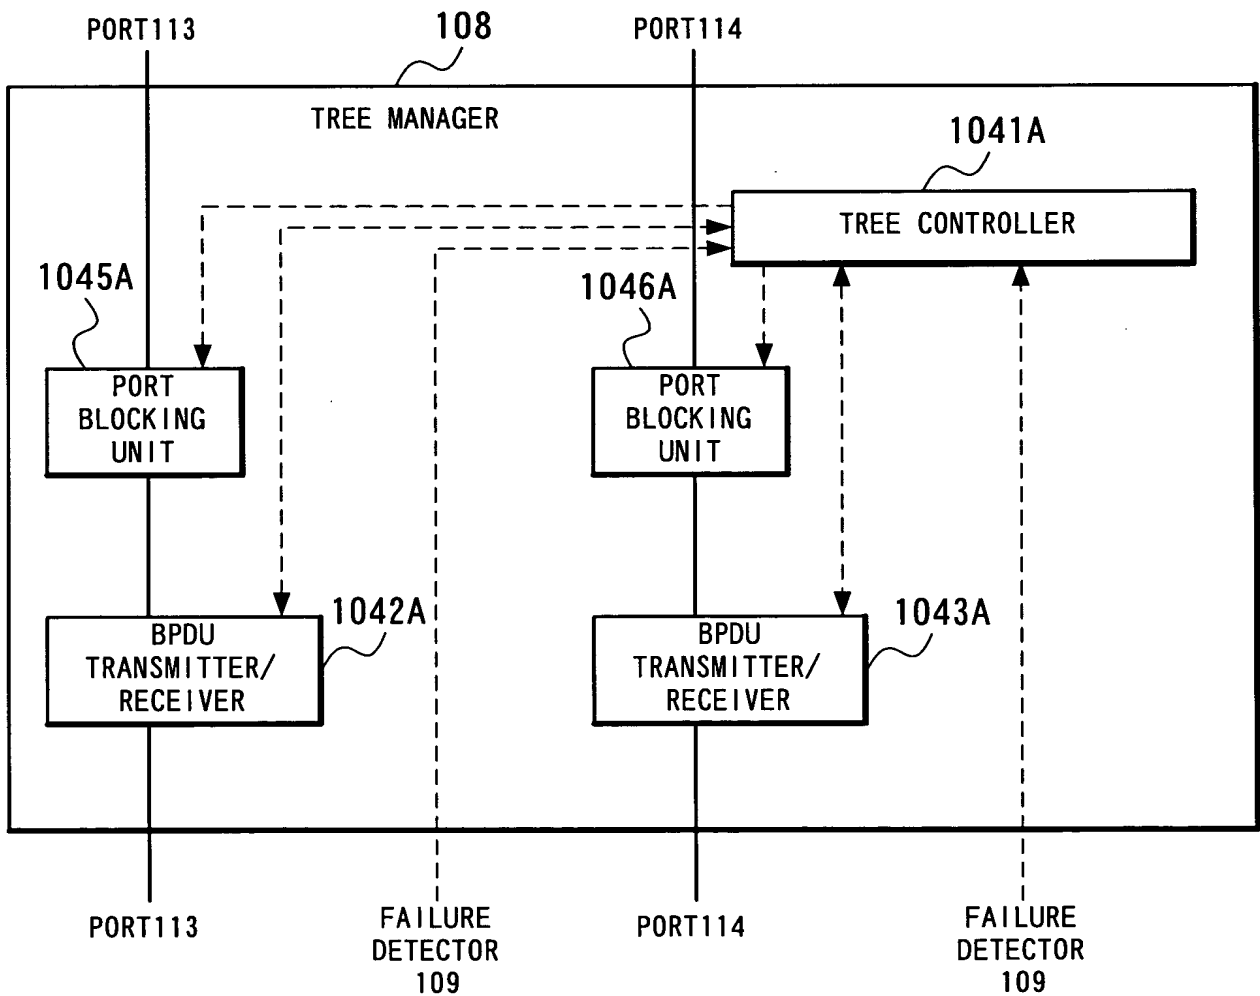 PORT113
108
PORT114
TREE MANAGER
1041A
TREE CONTROLLER
1045A
1046A
PORT
BLOCKING
UNIT
PORT
BLOCKING
UNIT
1042A
1043A
BPDU
TRANSMITTER/
RECEIVER
BPDU
TRANSMITTER/
RECEIVER
PORT113
FAILURE
DETECTOR
109
PORT114
FAILURE
DETECTOR
109